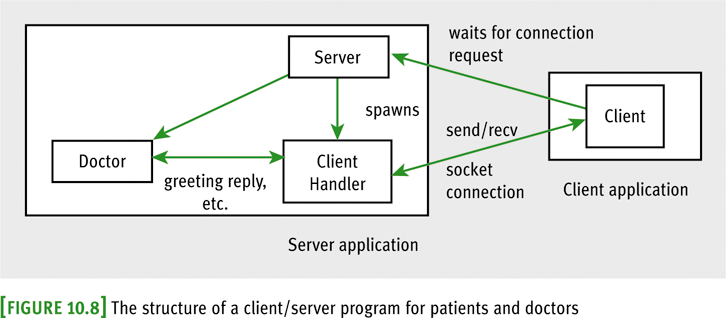 waits for connection
request
Server
spawns
Client
send/recv
Doctor
Client
Handler
greeting reply,
etc.
socket
connection
Client application
Server application
[FIGURE 10.8] The structure of a client/server program for patients and doctors